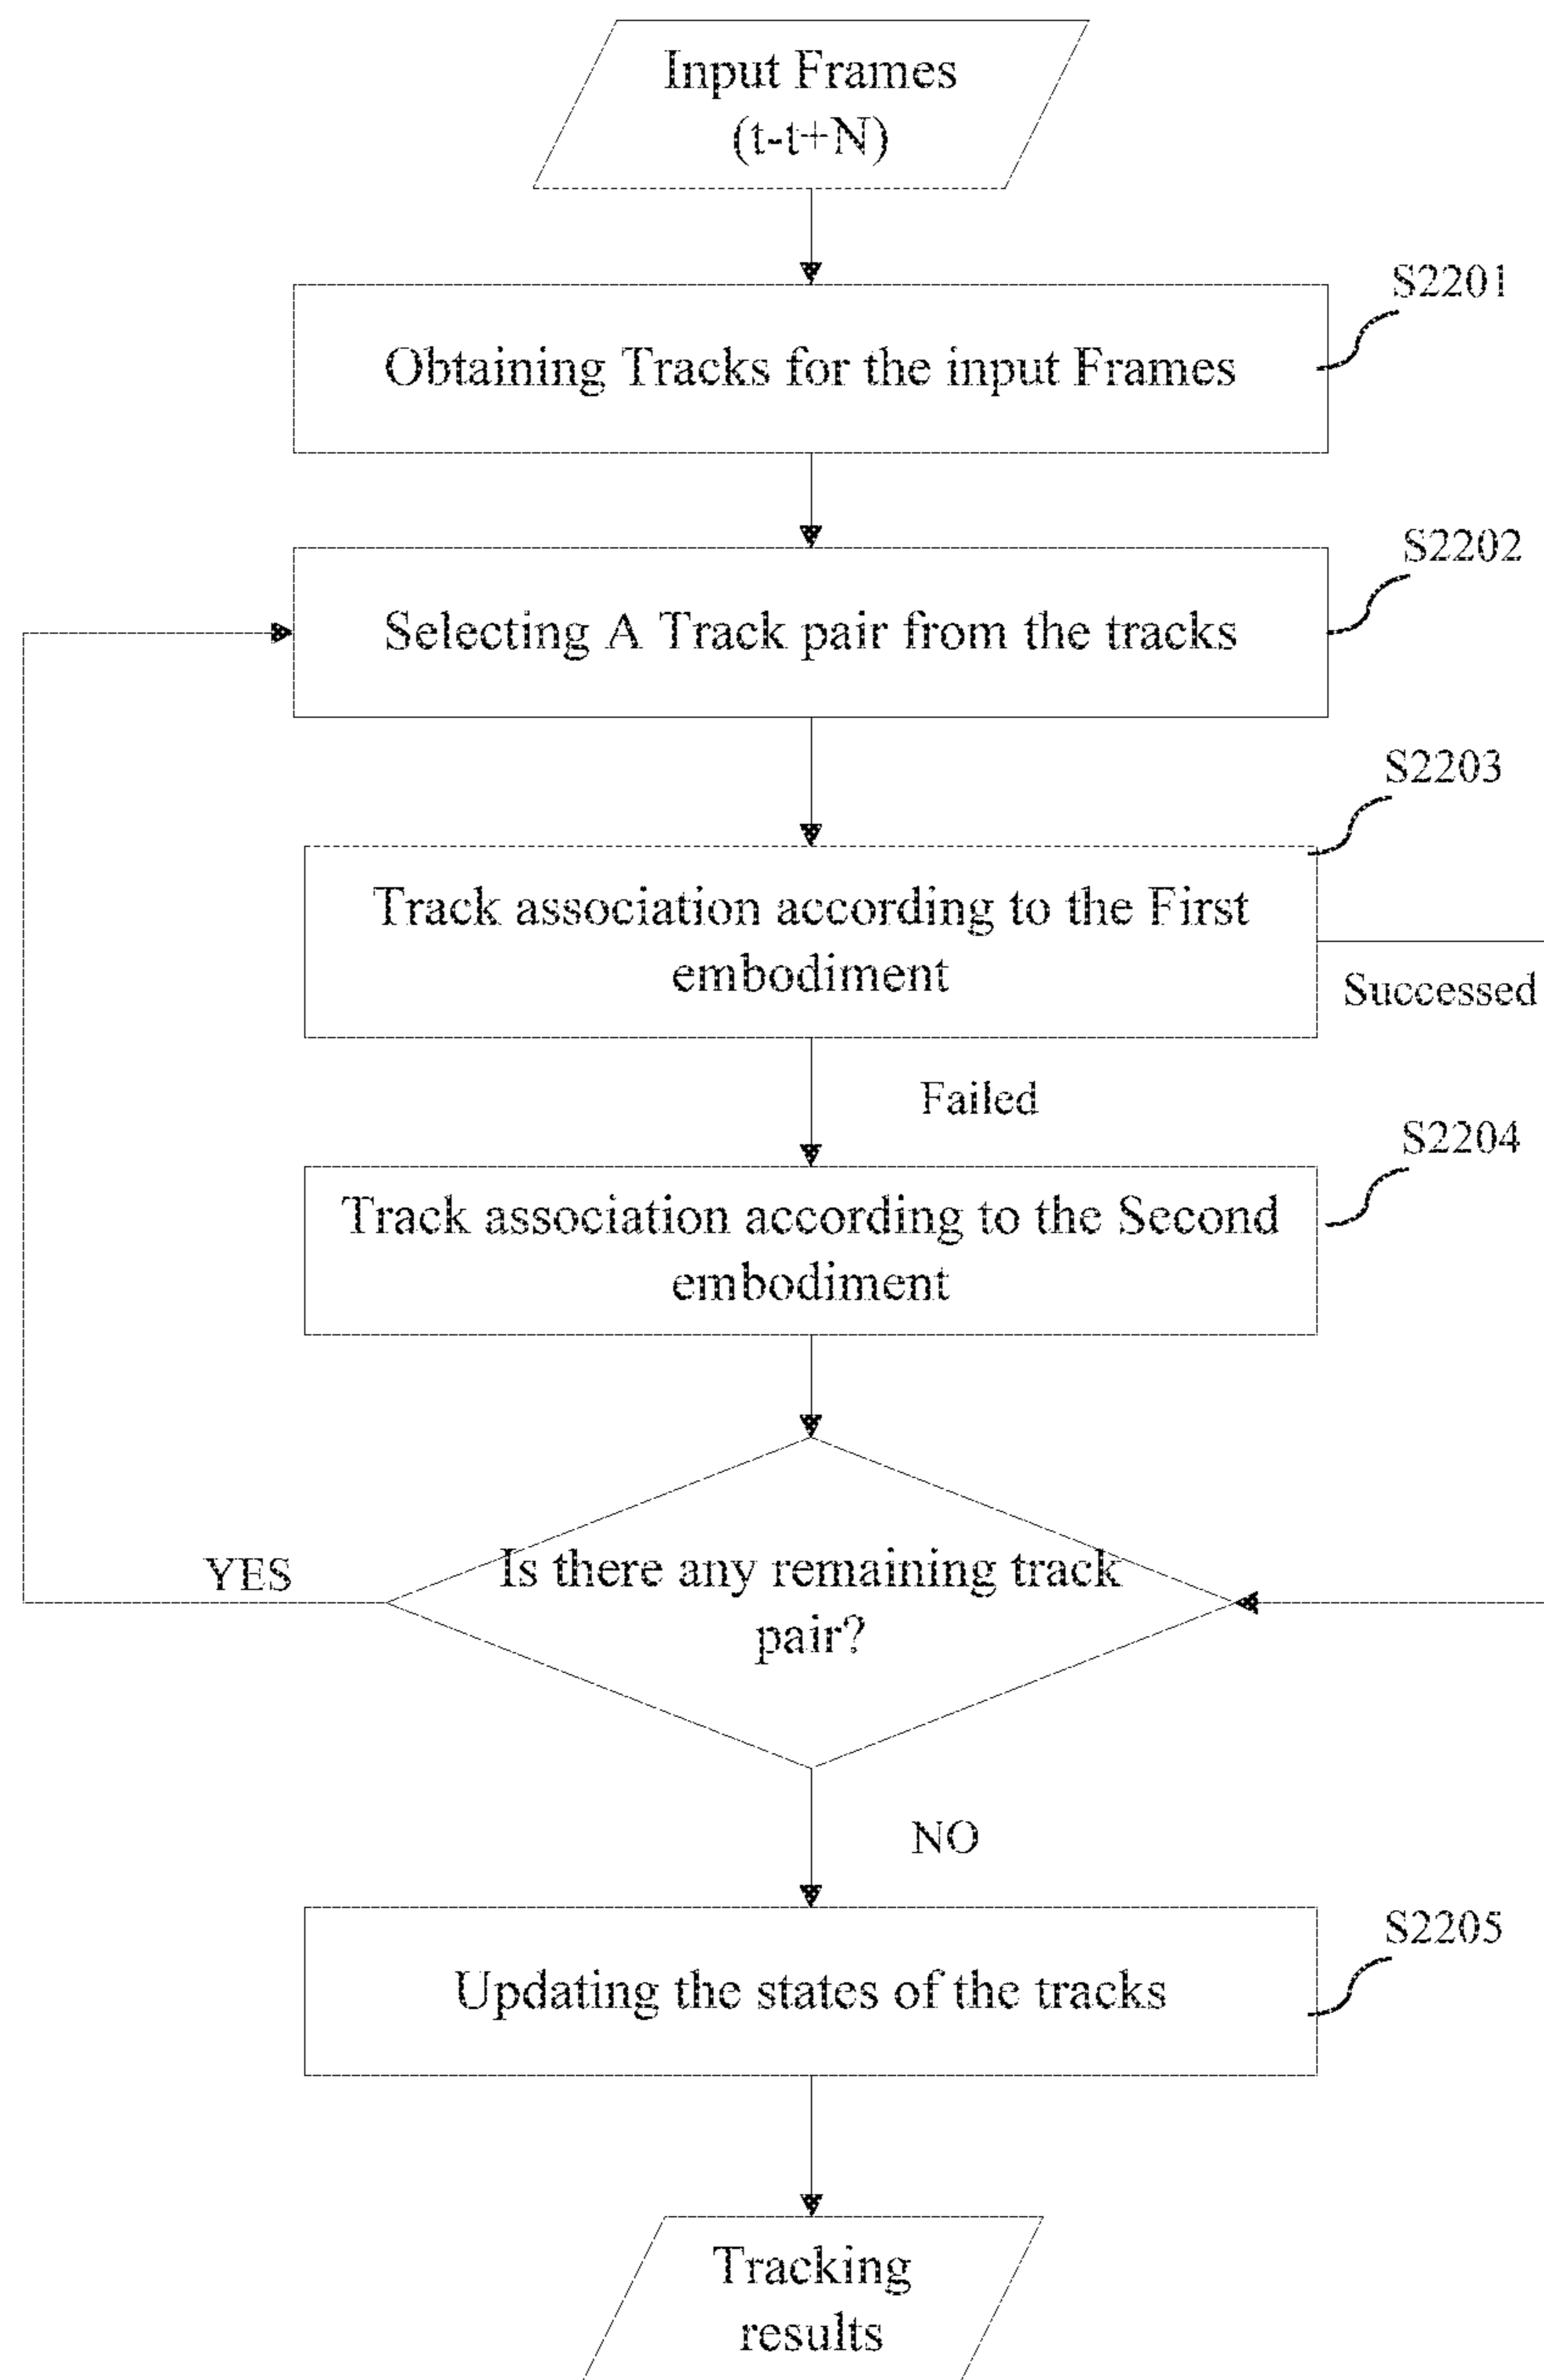 Input Frames
(t-t+N)
S2201
Obtaining Tracks for the input Frames
S2202
Selecting A Track pair from the tracks
S2203
Track association according to the First
embodiment
Successed
Failed
S2204
Track association according to the Second
embodiment
YES
Is there any remaining track
pair?
NO
S2205
Updating the states of the tracks
Tracking
results